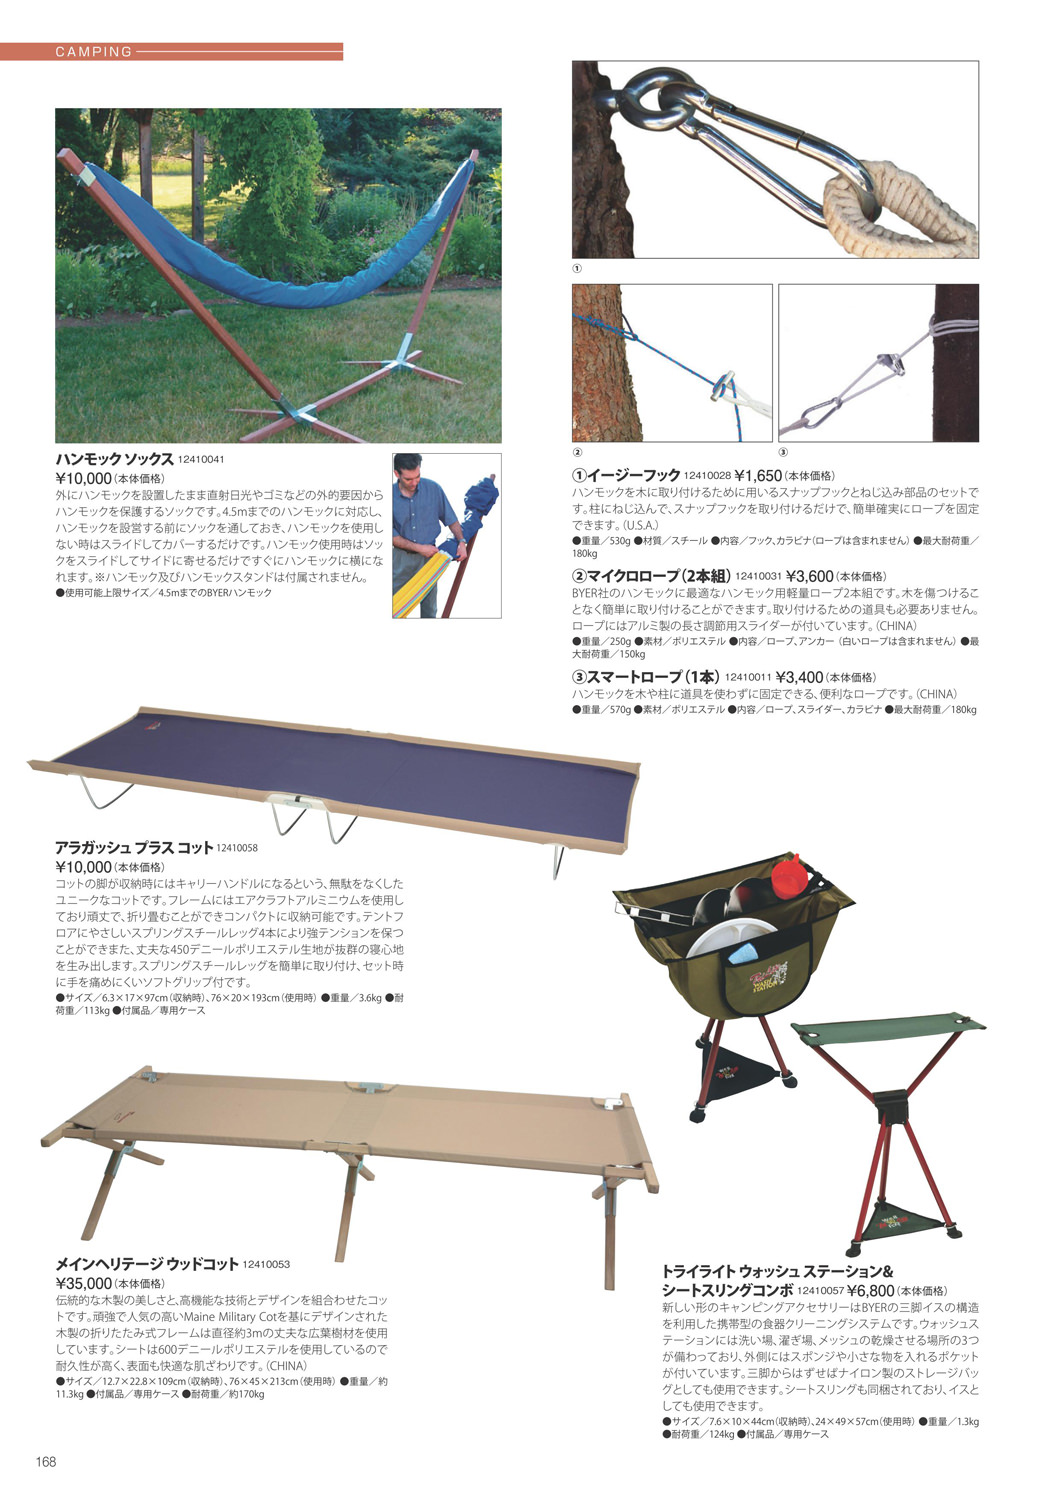 CAMPING
ハンモック ソックス 12410041
¥10,000(本体価格)
外にハンモックを設置したまま直射日光やゴミなどの外的要因から
ハンモックを保護するソックです。4.5mまでのハンモックに対応し、
ハンモックを設営する前にソックを通しておき、ハンモックを使用し
ない時はスライドしてカバーするだけです。ハンモック使用時はソッ
クをスライドしてサイドに寄せるだけですぐにハンモックに横にな
れます。※ハンモック及びハンモックスタンドは付属されません。
●使用可能上限サイズ/4.5mまでのBYERハンモック
①
②
③
①イージーフック 12410028 ¥1,650(本体価格)
ハンモックを木に取り付けるために用いるスナップフックとねじ込み部品のセットで
す。柱にねじ込んで、スナップフックを取り付けるだけで、簡単確実にロープを固定
できます。(U.S.A.)
●重量/530g ●材質/スチール ●内容/フック、カラビナ(ロープは含まれません) ●最大耐荷重/
180kg
②マイクロロープ(2本組) 12410031 ¥3,600(本体価格)
BYER社のハンモックに最適なハンモック用軽量ロープ2本組です。木を傷つけるこ
となく簡単に取り付けることができます。取り付けるための道具も必要ありません。
ロープにはアルミ製の長さ調節用スライダーが付いています。(CHINA)
●重量/250g ●素材/ポリエステル ●内容/ロープ、アンカー (白いロープは含まれません) ●最
大耐荷重/150kg
③スマートロープ(1本) 12410011 ¥3,400(本体価格)
ハンモックを木や柱に道具を使わずに固定できる、便利なロープです。(CHINA)
●重量/570g ●素材/ポリエステル ●内容/ロープ、スライダー、カラビナ ●最大耐荷重/180kg
アラガッシュ プラス コット 12410058
¥10,000(本体価格)
コットの脚が収納時にはキャリーハンドルになるという、無駄をなくした
ユニークなコットです。フレームにはエアクラフトアルミニウムを使用し
ており頑丈で、折り畳むことができコンパクトに収納可能です。テントフ
ロアにやさしいスプリングスチールレッグ4本により強テンションを保つ
ことができまた、丈夫な450デニールポリエステル生地が抜群の寝心地
を生み出します。スプリングスチールレッグを簡単に取り付け、セット時
に手を痛めにくいソフトグリップ付です。
●サイズ/6.3×17×97cm(収納時)、76×20×193cm(使用時) ●重量/3.6kg ●耐
荷重/113kg ●付属品/専用ケース
メインヘリテージ ウッドコット 12410053
¥35,000(本体価格)
伝統的な木製の美しさと、高機能な技術とデザインを組合わせたコッ
トです。頑強で人気の高いMaine Military Cotを基にデザインされた
木製の折りたたみ式フレームは直径約3mの丈夫な広葉樹材を使用
しています。シートは600デニールポリエステルを使用しているので
耐久性が高く、表面も快適な肌ざわりです。(CHINA)
●サイズ/12.7×22.8×109cm(収納時)、76×45×213cm(使用時) ●重量/約
11.3kg ●付属品/専用ケース ●耐荷重/約170kg
WASH
STATION
トライライト ウォッシュ ステーション&
シートスリングコンボ 12410057 ¥6,800(本体価格)
新しい形のキャンピングアクセサリーはBYERの三脚イスの構造
を利用した携帯型の食器クリーニングシステムです。ウォッシュス
テーションには洗い場、濯ぎ場、メッシュの乾燥させる場所の3つ
が備わっており、外側にはスポンジや小さな物を入れるポケット
が付いています。三脚からはずせばナイロン製のストレージバッ
グとしても使用できます。シートスリングも同梱されており、イスと
しても使用できます。
●サイズ/7.6×10×44cm(収納時)、24×49×57cm(使用時) ●重量/1.3kg
●耐荷重/124kg ●付属品/専用ケース
168